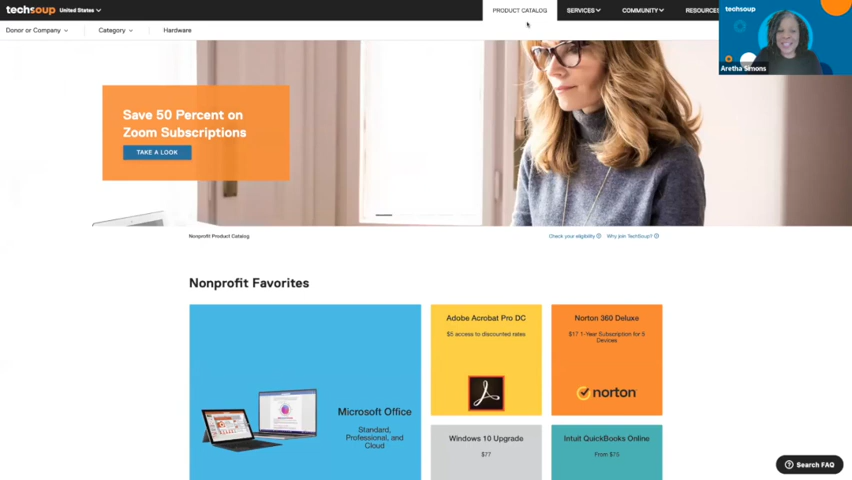 techsoup United States PRODUCT CATALOG SERVICES COMMUNITY RESOURCES
techsoup
Donor or Company Category Hardware
Aretha Simons
Save 50 Percent on
Zoom Subscriptions
TAKE A LOOK
Nonprofit Product Catalog Check your eligibility Why join TechSoup?
Nonprofit Favorites
Microsoft Office
Standard,
Professional, and
Cloud
Adobe Acrobat Pro DC
$5 access to discounted rates
Norton 360 Deluxe
$17 1-Year Subscription for 5
Devices
norton
Windows 10 Upgrade
$77
Intuit QuickBooks Online
From $75
? Search FAQ